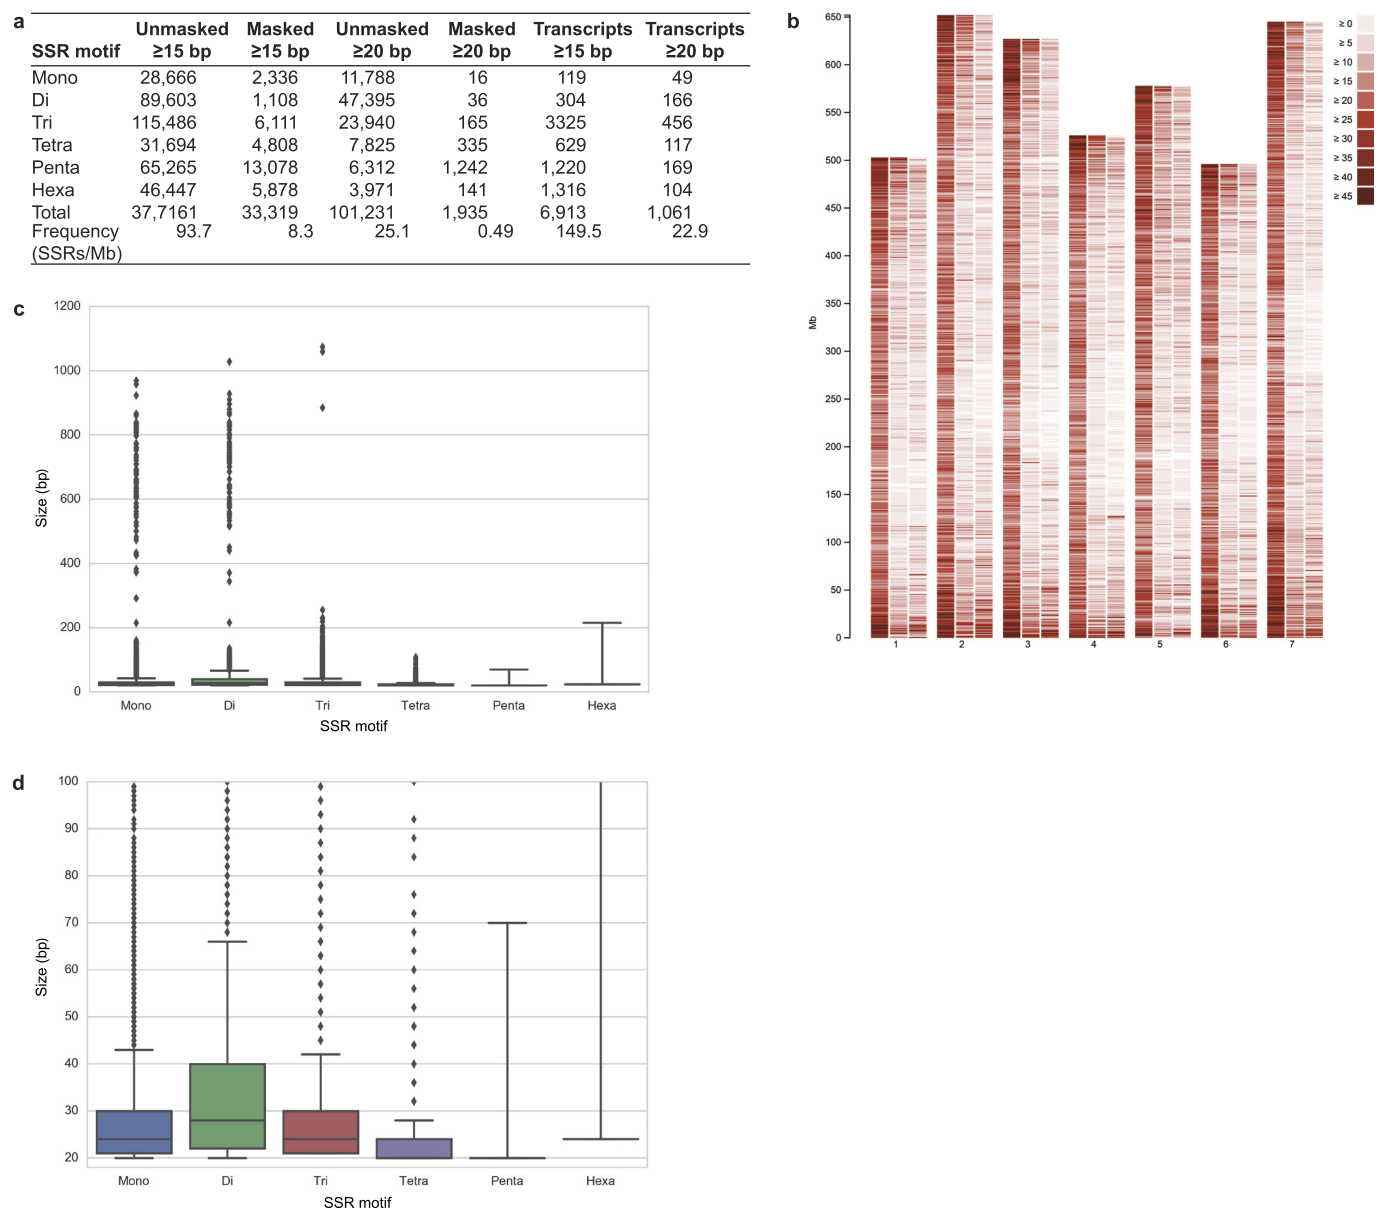 a
Unmasked Masked Unmasked Masked Transcripts Transcripts
SSR motif ≥15 bp ≥15 bp ≥20 bp ≥20 bp ≥15 bp ≥20 bp
Mono 28,666 2,336 11,788 16 119 49
Di 89,603 1,108 47,395 36 304 166
Tri 115,486 6,111 23,940 165 3325 456
Tetra 31,694 4,808 7,825 335 629 117
Penta 65,265 13,078 6,312 1,242 1,220 169
Hexa 46,447 5,878 3,971 141 1,316 104
Total 37,7161 33,319 101,231 1,935 6,913 1,061
Frequency 93.7 8.3 25.1 0.49 149.5 22.9
(SSRs/Mb)
b
650
600
550
500
450
400
350
300
250
200
150
100
50
0
Mb
1 2 3 4 5 6 7
≥ 0
≥ 5
≥ 10
≥ 15
≥ 20
≥ 25
≥ 30
≥ 35
≥ 40
≥ 45
c
1200
1000
800
600
400
200
0
Size (bp)
Mono Di Tri Tetra Penta Hexa
SSR motif
d
100
90
80
70
60
50
40
30
20
Size (bp)
Mono Di Tri Tetra Penta Hexa
SSR motif